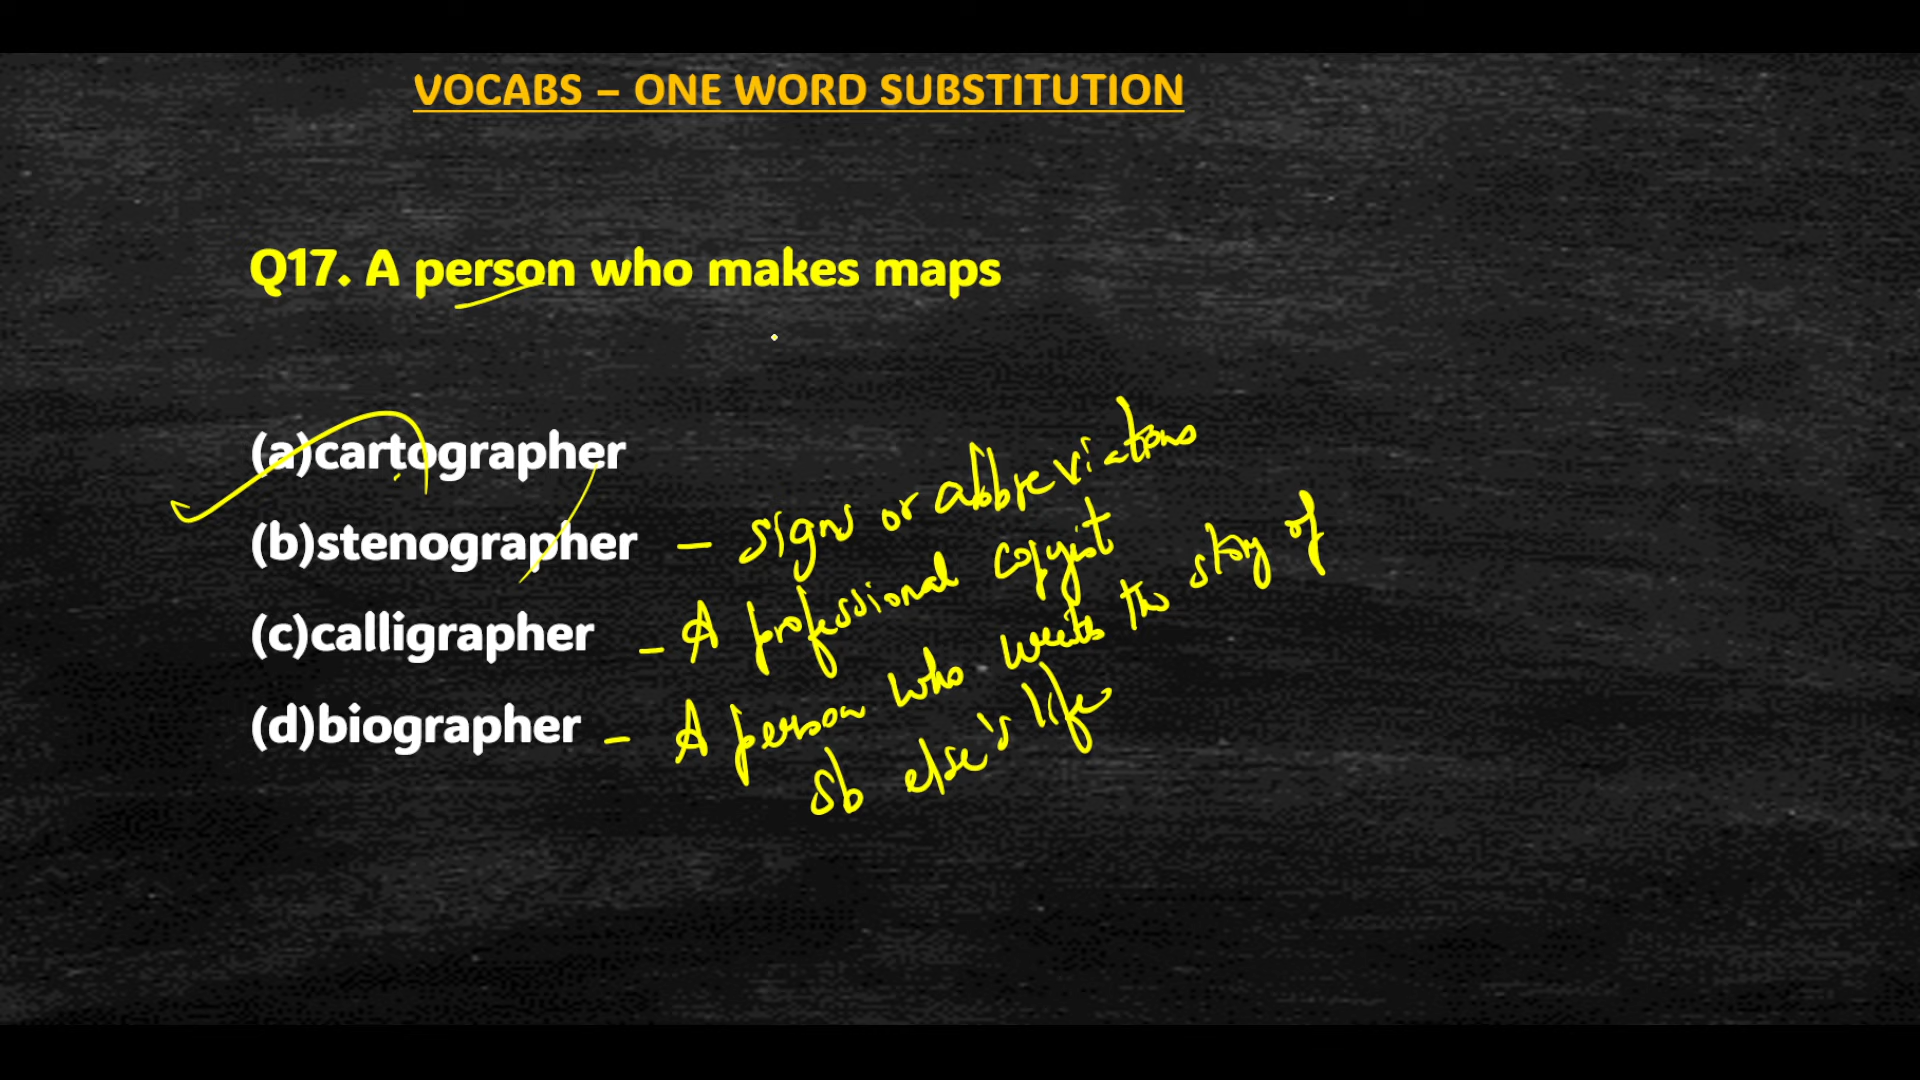 VOCABS – ONE WORD SUBSTITUTION
Q17. A person who makes maps
(a)cartographer
(b)stenographer – signs or abbreviations
(c)calligrapher – A professional copyist
(d)biographer – A person who writes the story of
sb else's life